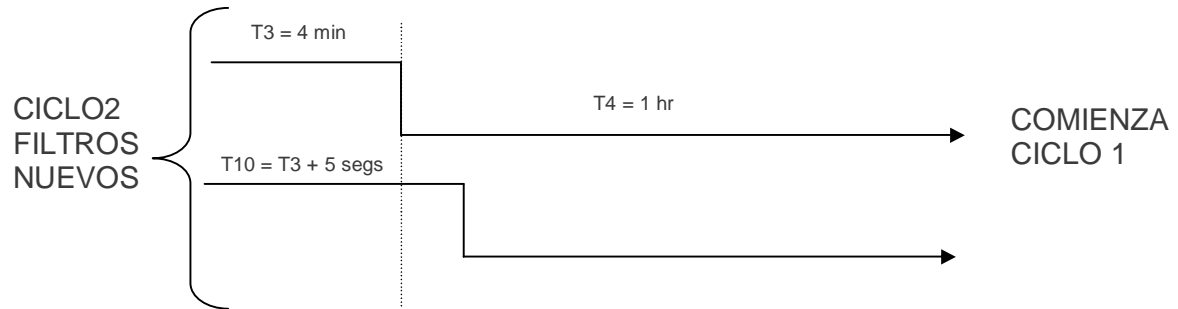 T3 = 4 min
CICLO2
FILTROS
NUEVOS
T4 = 1 hr
COMIENZA
CICLO 1
T10 = T3 + 5 segs